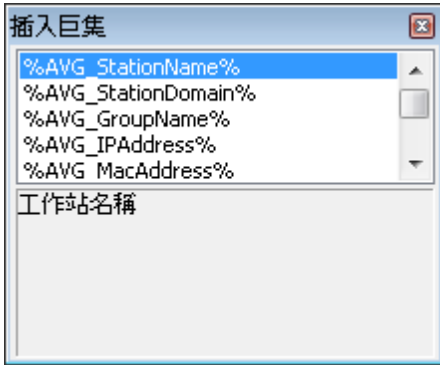 插入巨集
%AVG_StationName%
%AVG_StationDomain%
%AVG_GroupName%
%AVG_IPAddress%
%AVG_MacAddress%
工作站名稱